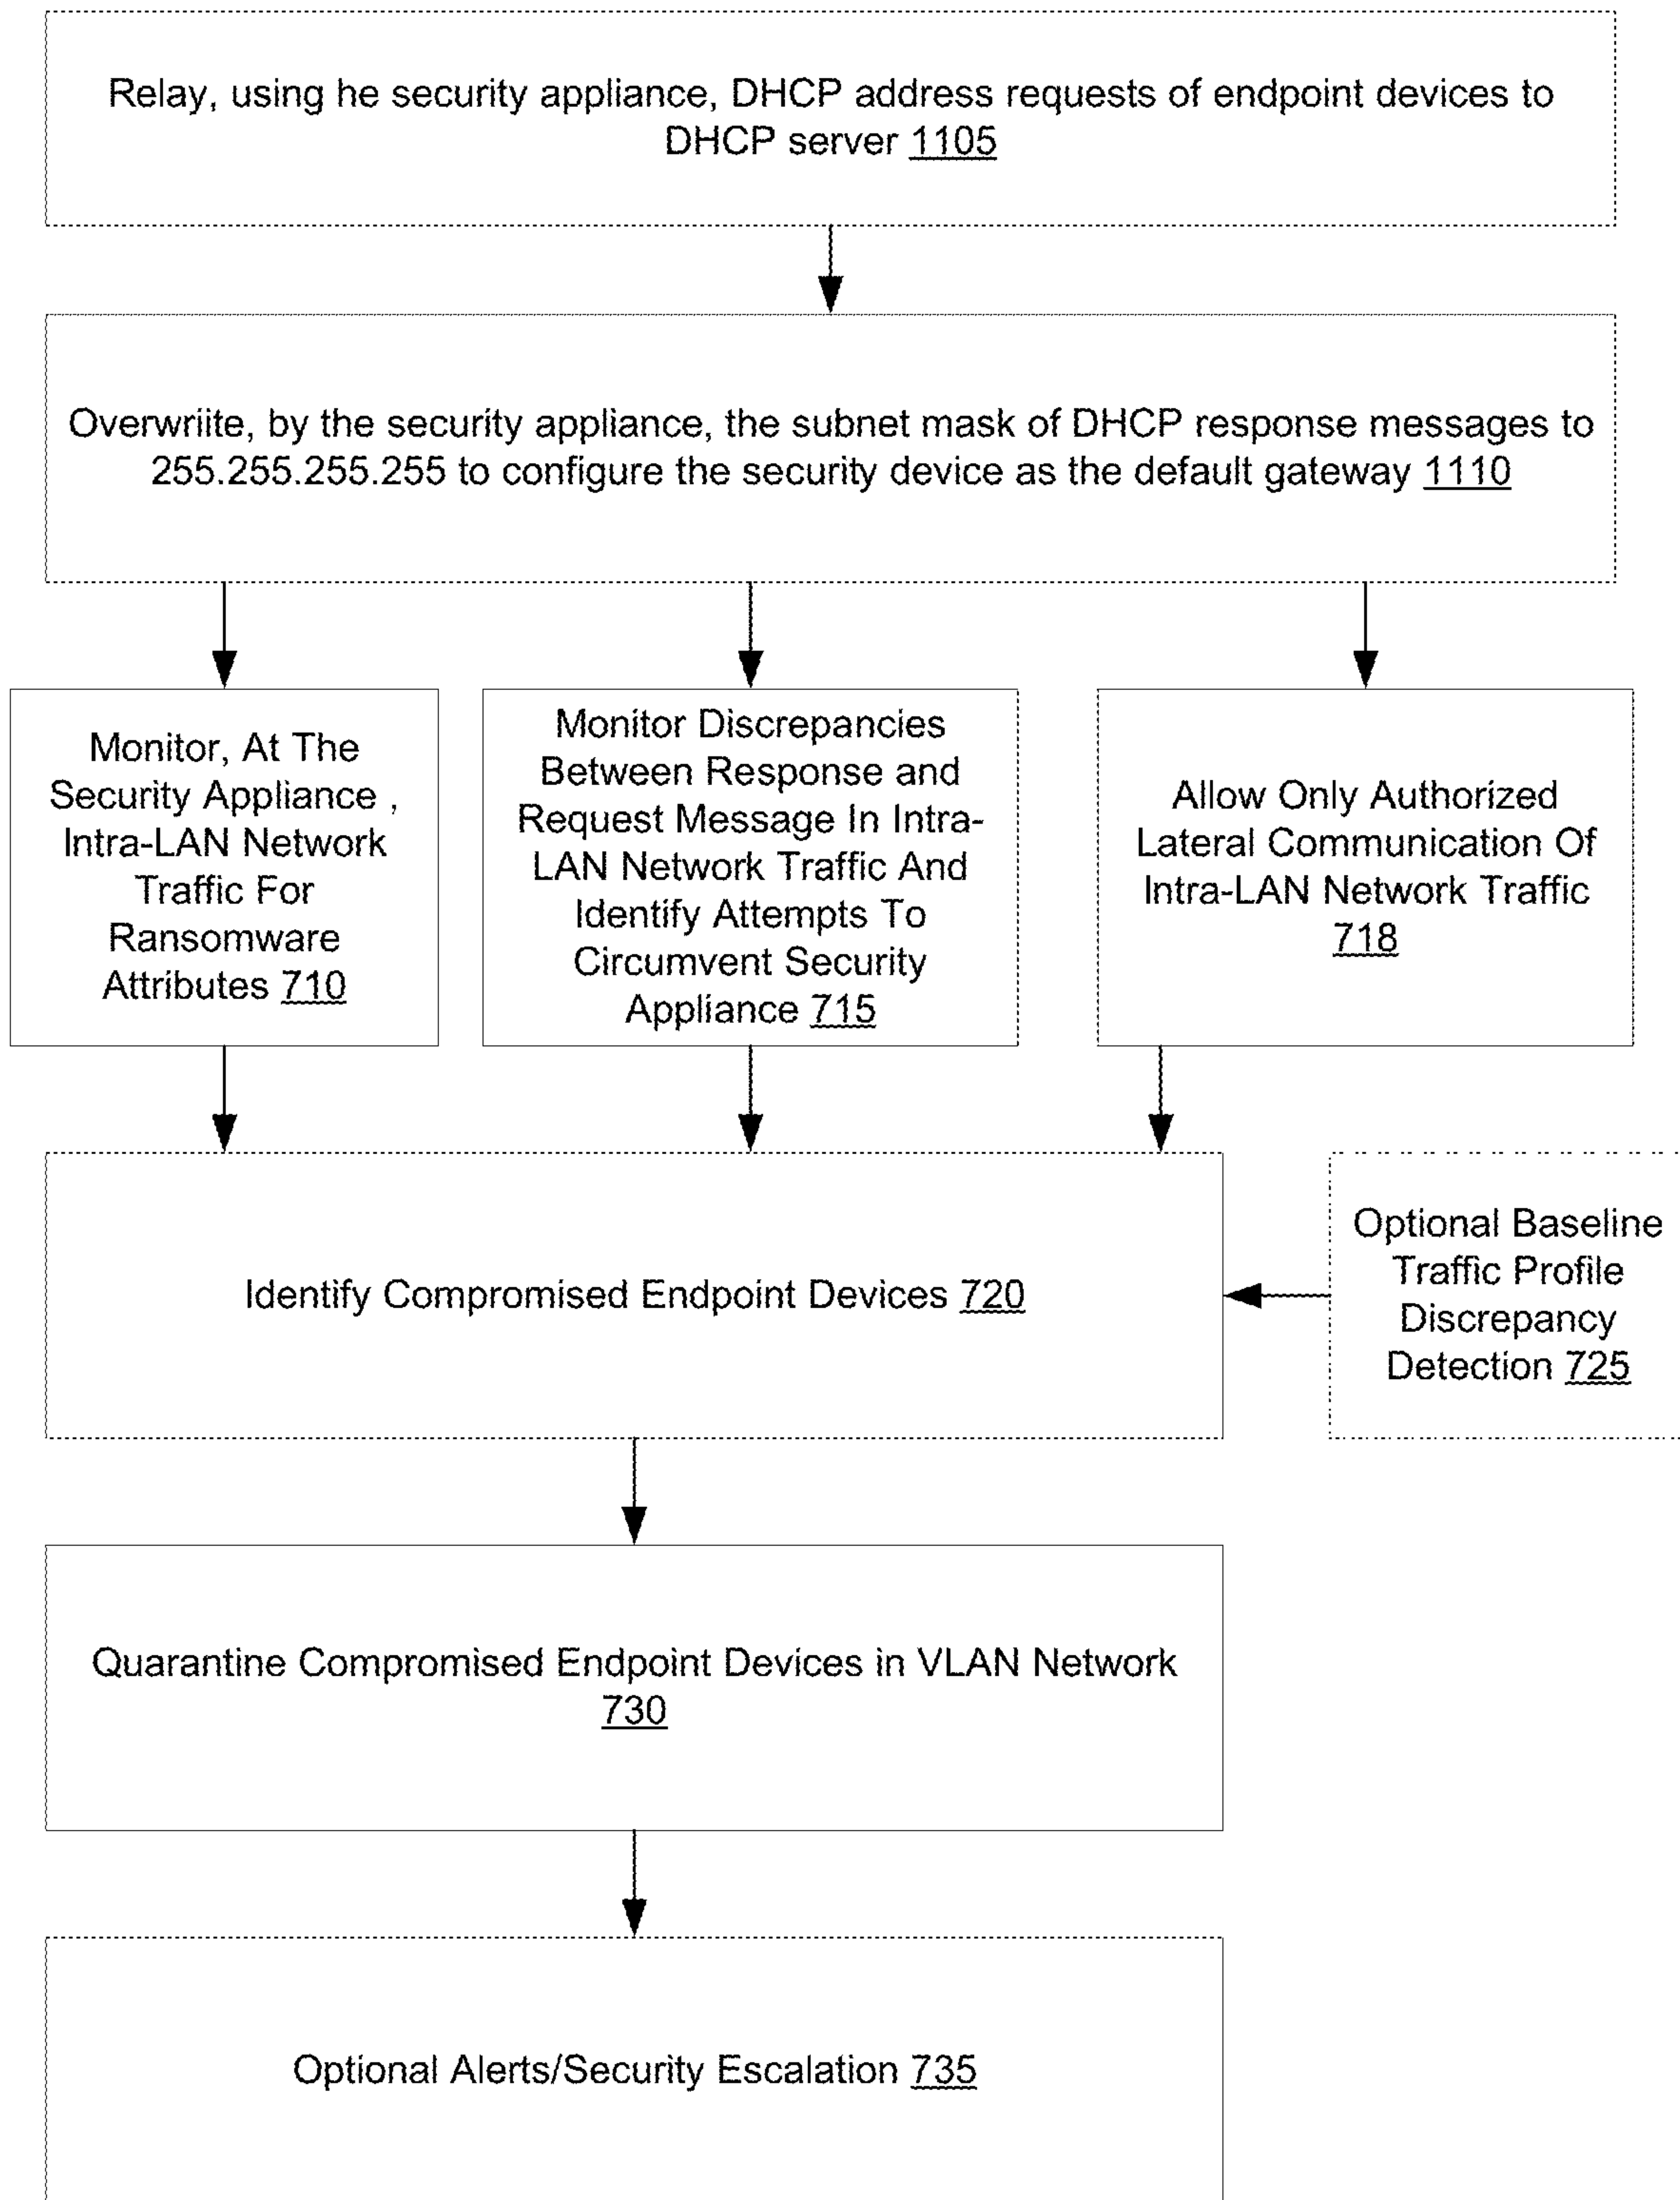 Relay, using he security appliance, DHCP address requests of endpoint devices to
DHCP server 1105
Overwriite, by the security appliance, the subnet mask of DHCP response messages to
255.255.255.255 to configure the security device as the default gateway 1110
Monitor, At The
Security Appliance ,
Intra-LAN Network
Traffic For
Ransomware
Attributes 710
Monitor Discrepancies
Between Response and
Request Message In Intra-
LAN Network Traffic And
Identify Attempts To
Circumvent Security
Appliance 715
Allow Only Authorized
Lateral Communication Of
Intra-LAN Network Traffic
718
Identify Compromised Endpoint Devices 720
Optional Baseline
Traffic Profile
Discrepancy
Detection 725
Quarantine Compromised Endpoint Devices in VLAN Network
730
Optional Alerts/Security Escalation 735